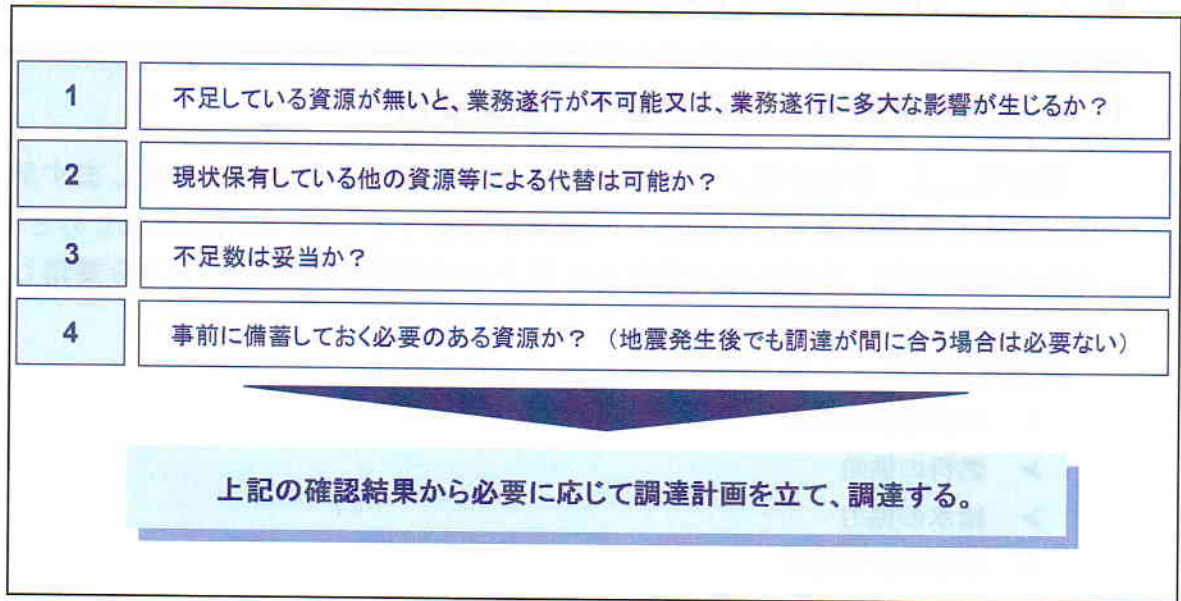 1 不足している資源が無いと、業務遂行が不可能又は、業務遂行に多大な影響が生じるか？
2 現状保有している他の資源等による代替は可能か？
3 不足数は妥当か？
4 事前に備蓄しておく必要のある資源か？ （地震発生後でも調達が間に合う場合は必要ない）
上記の確認結果から必要に応じて調達計画を立て、調達する。